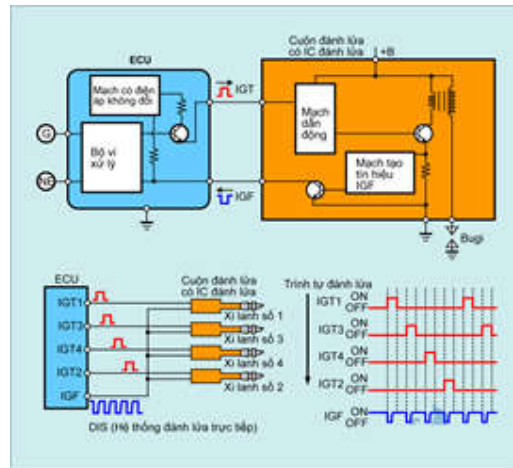 Cuộn đánh lửa
có IC đánh lửa
ECU
+B
Mạch có điện
áp không đổi
IGT
Mạch
dẫn
động
G
Bộ vi
xử lý
NE
IGF
Mạch tạo
tín hiệu
IGF
Bugi
ECU
Cuộn đánh lửa
có IC đánh lửa
IGT1
Xi lanh số 1
IGT3
Xi lanh số 3
IGT4
Xi lanh số 4
IGT2
Xi lanh số 2
IGF
DIS (Hệ thống đánh lửa trực tiếp)
Trình tự đánh lửa
IGT1 ON
OFF
IGT3 ON
OFF
IGT4 ON
OFF
IGT2 ON
OFF
IGF ON
OFF